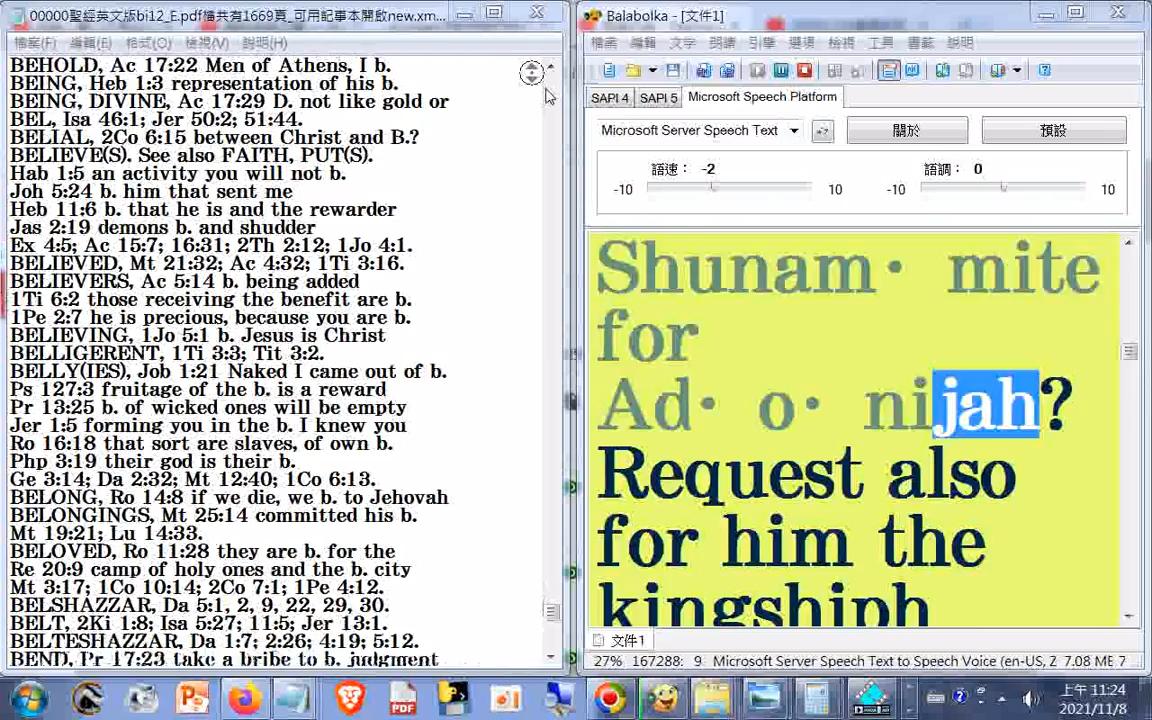 00000聖經英文版bi12_E.pdf檔共有1669頁_可用記事本開啟new.xm...
檔案(F) 編輯(E) 格式(O) 檢視(V) 說明(H)
BEHOLD, Ac 17:22 Men of Athens, I b.
BEING, Heb 1:3 representation of his b.
BEING, DIVINE, Ac 17:29 D. not like gold or
BEL, Isa 46:1; Jer 50:2; 51:44.
BELIAL, 2Co 6:15 between Christ and B.?
BELIEVE(S). See also FAITH, PUT(S).
Hab 1:5 an activity you will not b.
Joh 5:24 b. him that sent me
Heb 11:6 b. that he is and the rewarder
Jas 2:19 demons b. and shudder
Ex 4:5; Ac 15:7; 16:31; 2Th 2:12; 1Jo 4:1.
BELIEVED, Mt 21:32; Ac 4:32; 1Ti 3:16.
BELIEVERS, Ac 5:14 b. being added
1Ti 6:2 those receiving the benefit are b.
1Pe 2:7 he is precious, because you are b.
BELIEVING, 1Jo 5:1 b. Jesus is Christ
BELLIGERENT, 1Ti 3:3; Tit 3:2.
BELLY(IES), Job 1:21 Naked I came out of b.
Ps 127:3 fruitage of the b. is a reward
Pr 13:25 b. of wicked ones will be empty
Jer 1:5 forming you in the b. I knew you
Ro 16:18 that sort are slaves, of own b.
Php 3:19 their god is their b.
Ge 3:14; Da 2:32; Mt 12:40; 1Co 6:13.
BELONG, Ro 14:8 if we die, we b. to Jehovah
BELONGINGS, Mt 25:14 committed his b.
Mt 19:21; Lu 14:33.
BELOVED, Ro 11:28 they are b. for the
Re 20:9 camp of holy ones and the b. city
Mt 3:17; 1Co 10:14; 2Co 7:1; 1Pe 4:12.
BELSHAZZAR, Da 5:1, 2, 9, 22, 29, 30.
BELT, 2Ki 1:8; Isa 5:27; 11:5; Jer 13:1.
BELTESHAZZAR, Da 1:7; 2:26; 4:19; 5:12.
BEND, Pr 17:23 take a bribe to b. judgment
Balabolka - [文件1]
檔案 編輯 文字 朗讀 引擎 選項 檢視 工具 書籤 說明
SAPI 4 SAPI 5 Microsoft Speech Platform
Microsoft Server Speech Text 關於 預設
語速： -2 語調： 0
-10 10 -10 10
Shunam· mite
for
Ad· o· nijah?
Request also
for him the
kingshiph
文件1
27% 167288: 9 Microsoft Server Speech Text to Speech Voice (en-US, Z 7.08 ME 7
上午 11:24
2021/11/8